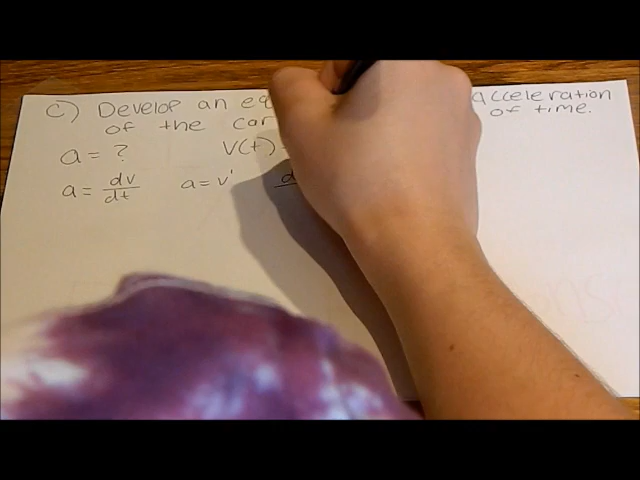 c) Develop an eq acceleration
of the car of time.
a = ? v(t)
a = dv/dt a = v' d